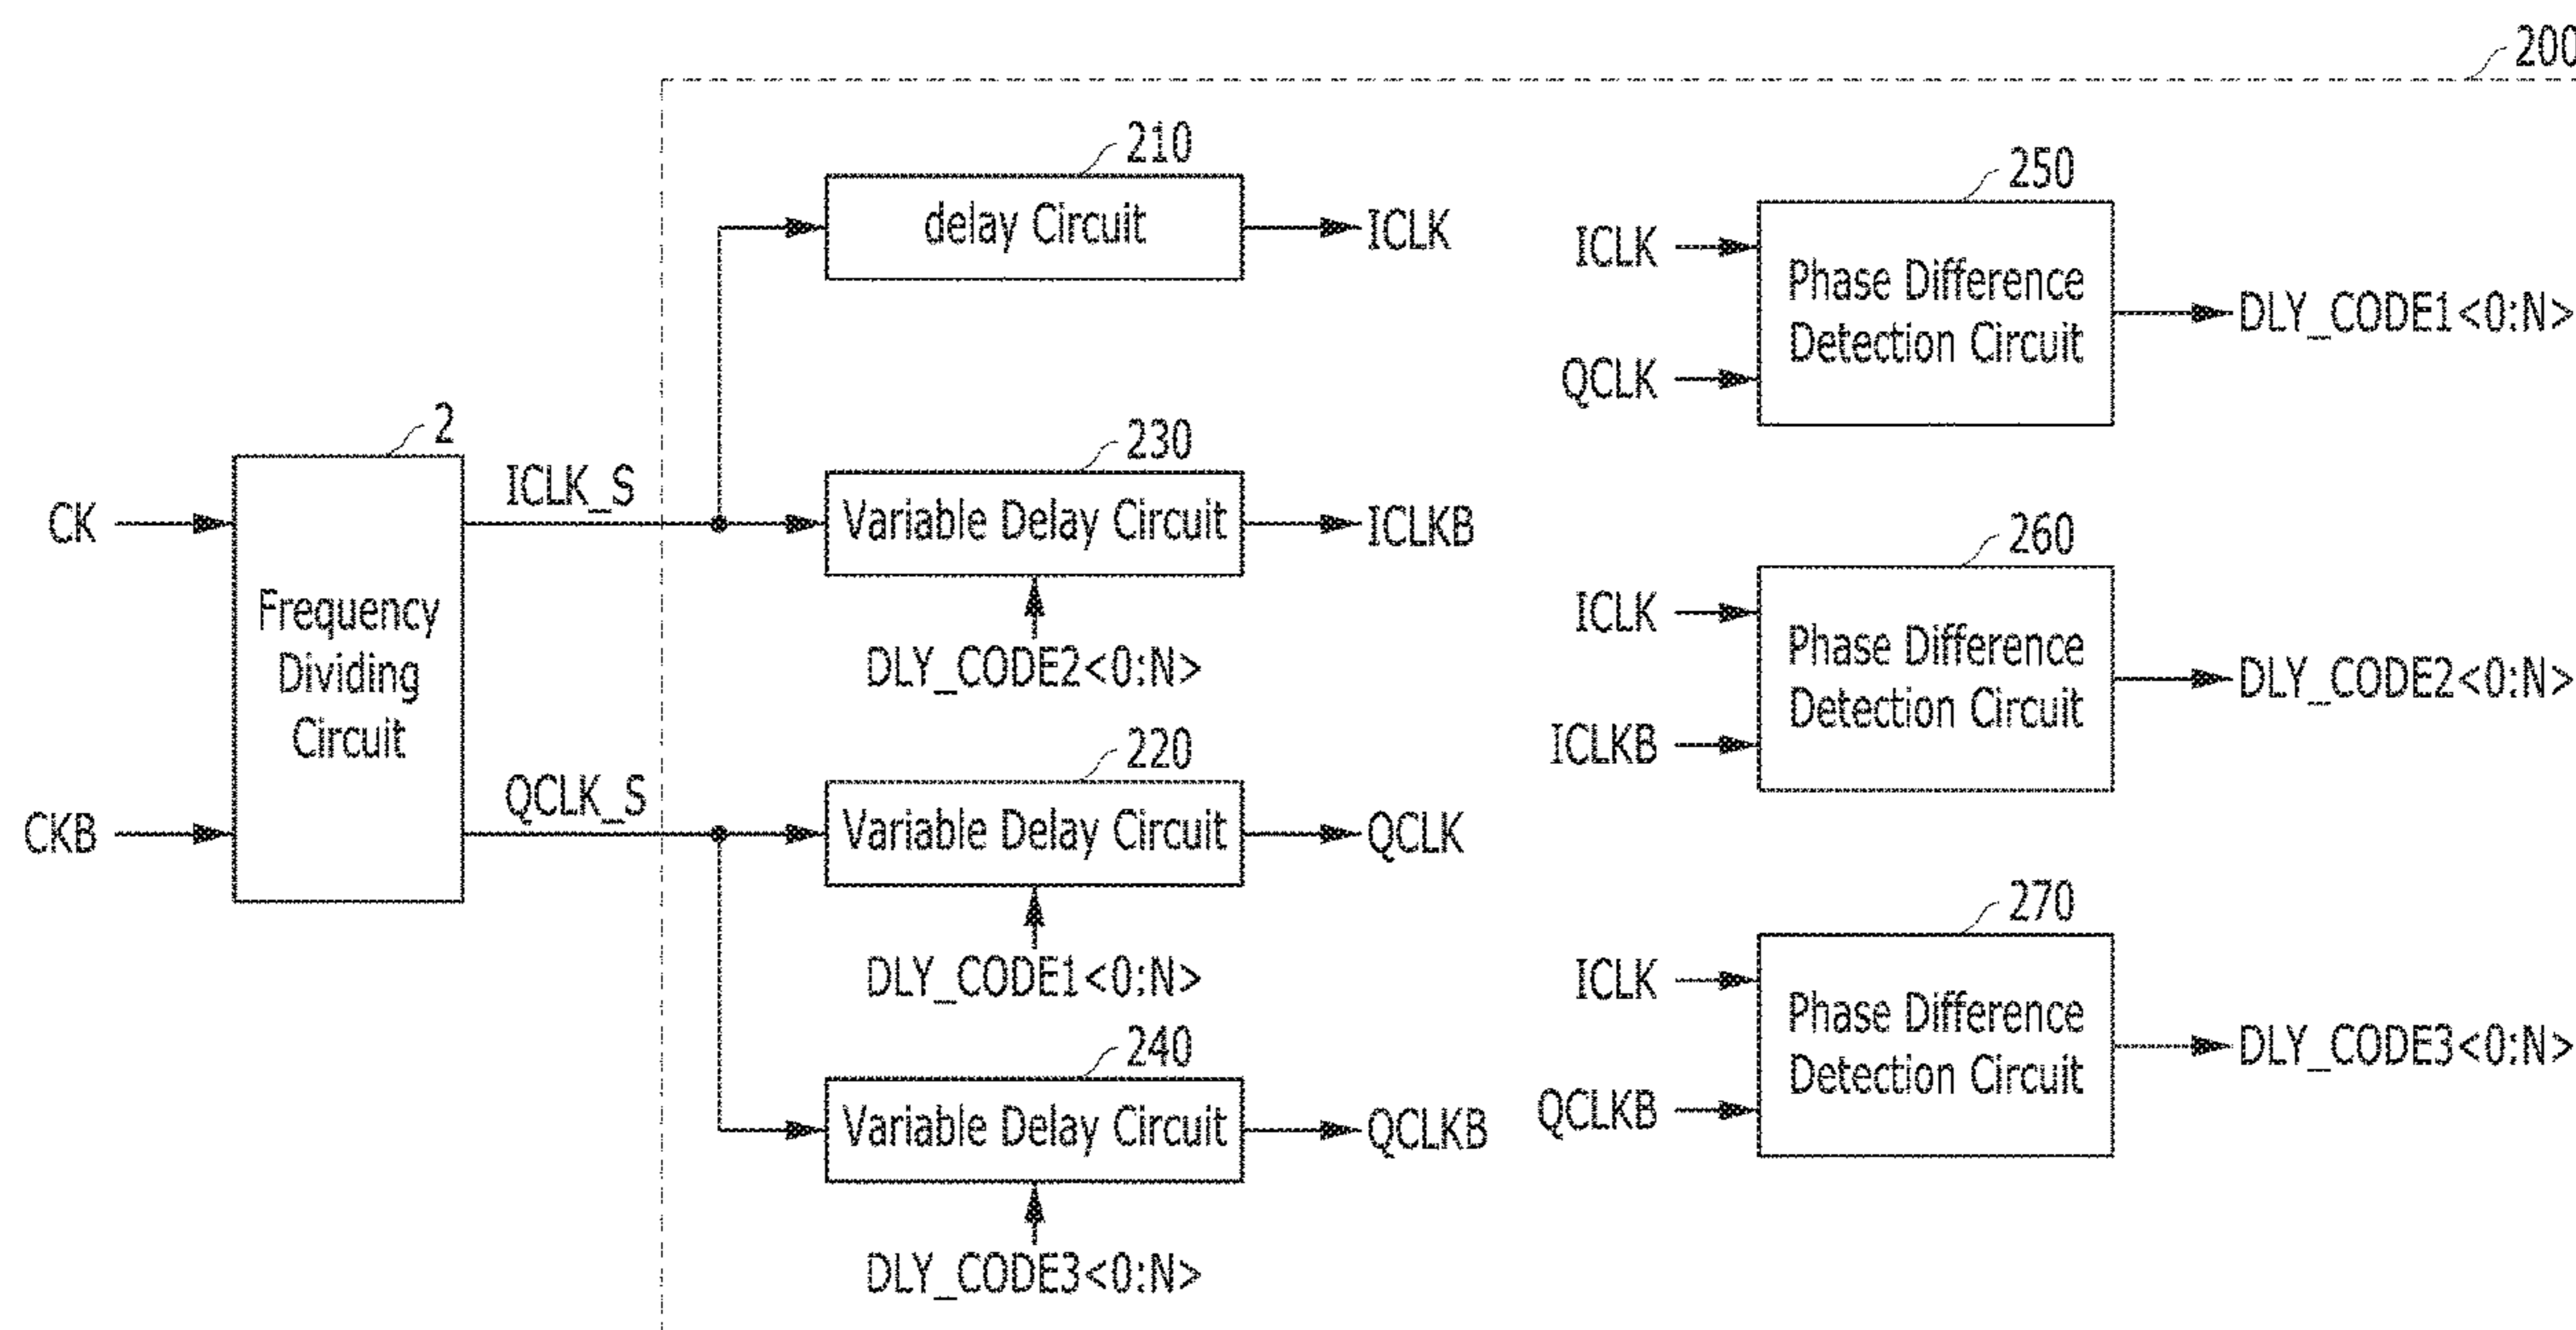 200
210
delay Circuit
ICLK
250
ICLK
Phase Difference
Detection Circuit
QCLK
DLY_CODE1<0:N>
2
CK
CKB
Frequency
Dividing
Circuit
ICLK_S
QCLK_S
230
Variable Delay Circuit
ICLKB
DLY_CODE2<0:N>
260
ICLK
Phase Difference
Detection Circuit
ICLKB
DLY_CODE2<0:N>
220
Variable Delay Circuit
QCLK
DLY_CODE1<0:N>
270
ICLK
Phase Difference
Detection Circuit
QCLKB
DLY_CODE3<0:N>
240
Variable Delay Circuit
QCLKB
DLY_CODE3<0:N>